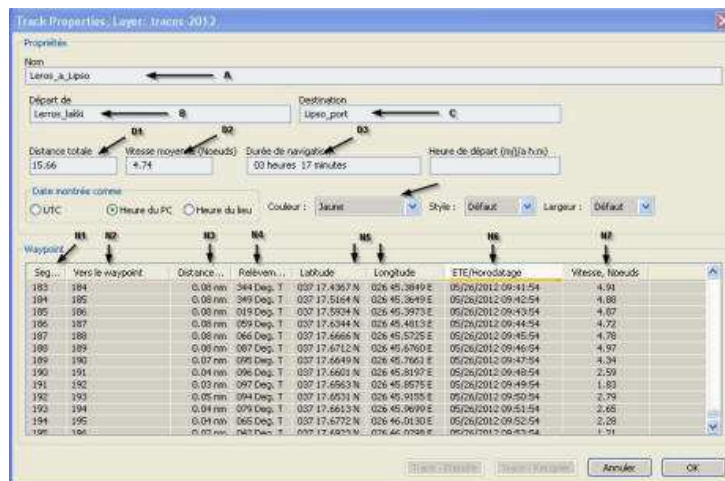 Track Properties, Layer: traces-2012
Propriétés
Nom
Leros_a_Lipso A
Départ de Destination
Lerros_lakki B Lipso_port C
D1 D2 D3
Distance totale Vitesse moyenne (Noeuds) Durée de navigation Heure de départ (m/j/a h:m)
15.66 4.74 03 heures 17 minutes
Date montrée comme
UTC Heure du PC Heure du lieu Couleur : Jaune Style : Défaut Largeur : Défaut
N1 N2 N3 N4 N5 N6 N7
Waypoint
Seg... Vers le waypoint Distance... Relèvem... Latitude Longitude ETE/Horodatage Vitesse, Noeuds
183 184 0.08 nm 344 Deg. T 037 17.4367 N 026 45.3849 E 05/26/2012 09:41:54 4.91
184 185 0.08 nm 349 Deg. T 037 17.5164 N 026 45.3649 E 05/26/2012 09:42:54 4.88
185 186 0.08 nm 019 Deg. T 037 17.5934 N 026 45.3973 E 05/26/2012 09:43:54 4.87
186 187 0.08 nm 059 Deg. T 037 17.6344 N 026 45.4813 E 05/26/2012 09:44:54 4.72
187 188 0.08 nm 066 Deg. T 037 17.6666 N 026 45.5725 E 05/26/2012 09:45:54 4.78
188 189 0.08 nm 087 Deg. T 037 17.6712 N 026 45.6760 E 05/26/2012 09:46:54 4.97
189 190 0.07 nm 095 Deg. T 037 17.6649 N 026 45.7661 E 05/26/2012 09:47:54 4.34
190 191 0.04 nm 096 Deg. T 037 17.6601 N 026 45.8197 E 05/26/2012 09:48:54 2.59
191 192 0.03 nm 097 Deg. T 037 17.6563 N 026 45.8575 E 05/26/2012 09:49:54 1.83
192 193 0.05 nm 094 Deg. T 037 17.6531 N 026 45.9155 E 05/26/2012 09:50:54 2.79
193 194 0.04 nm 079 Deg. T 037 17.6613 N 026 45.9699 E 05/26/2012 09:51:54 2.65
194 195 0.04 nm 065 Deg. T 037 17.6772 N 026 46.0130 E 05/26/2012 09:52:54 2.28
195 196 0.02 nm Deg. T 026 46.0298 E 05/26/2012 09:53:54 1.21
Annuler OK